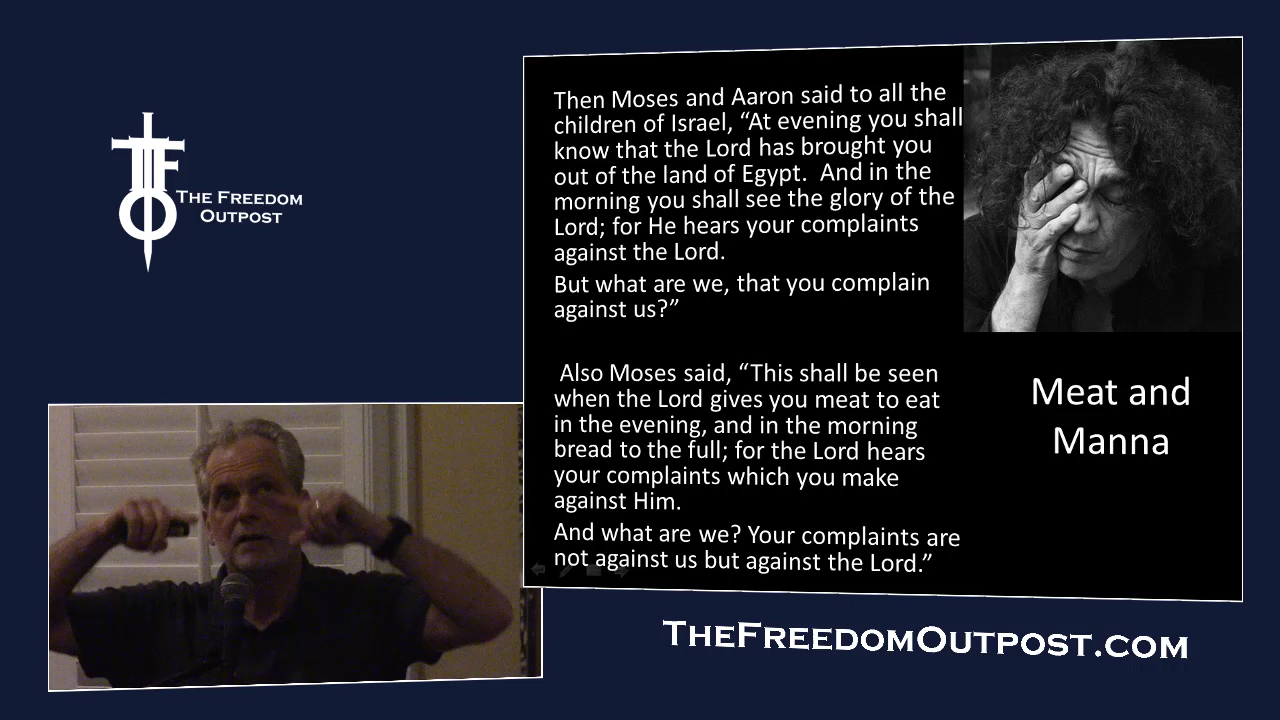 THE FREEDOM
OUTPOST
Then Moses and Aaron said to all the
children of Israel, “At evening you shall
know that the Lord has brought you
out of the land of Egypt.  And in the
morning you shall see the glory of the
Lord; for He hears your complaints
against the Lord.
But what are we, that you complain
against us?”
Also Moses said, “This shall be seen
when the Lord gives you meat to eat
in the evening, and in the morning
bread to the full; for the Lord hears
your complaints which you make
against Him.
And what are we? Your complaints are
not against us but against the Lord.”
Meat and
Manna
THEFREEDOMOUTPOST.COM